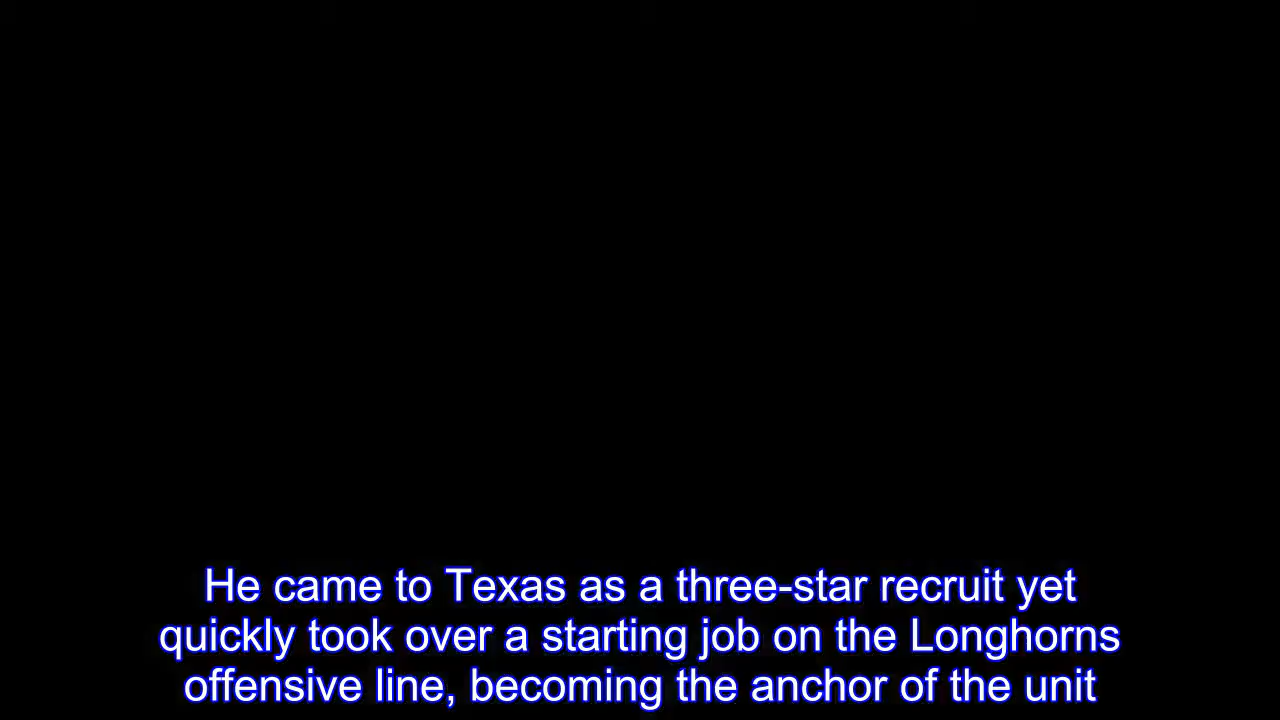 He came to Texas as a three-star recruit yet
quickly took over a starting job on the Longhorns
offensive line, becoming the anchor of the unit